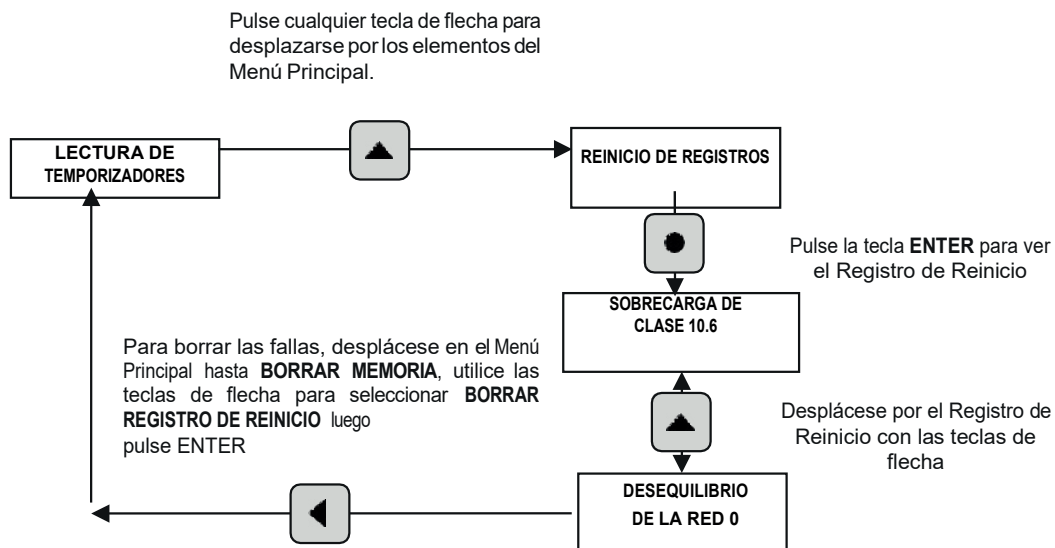 Pulse cualquier tecla de flecha para
desplazarse por los elementos del
Menú Principal.
LECTURA DE
TEMPORIZADORES
REINICIO DE REGISTROS
Pulse la tecla ENTER para ver
el Registro de Reinicio
SOBRECARGA DE
CLASE 10.6
Para borrar las fallas, desplácese en el Menú
Principal hasta BORRAR MEMORIA, utilice las
teclas de flecha para seleccionar BORRAR
REGISTRO DE REINICIO luego
pulse ENTER
Desplácese por el Registro de
Reinicio con las teclas de
flecha
DESEQUILIBRIO
DE LA RED 0